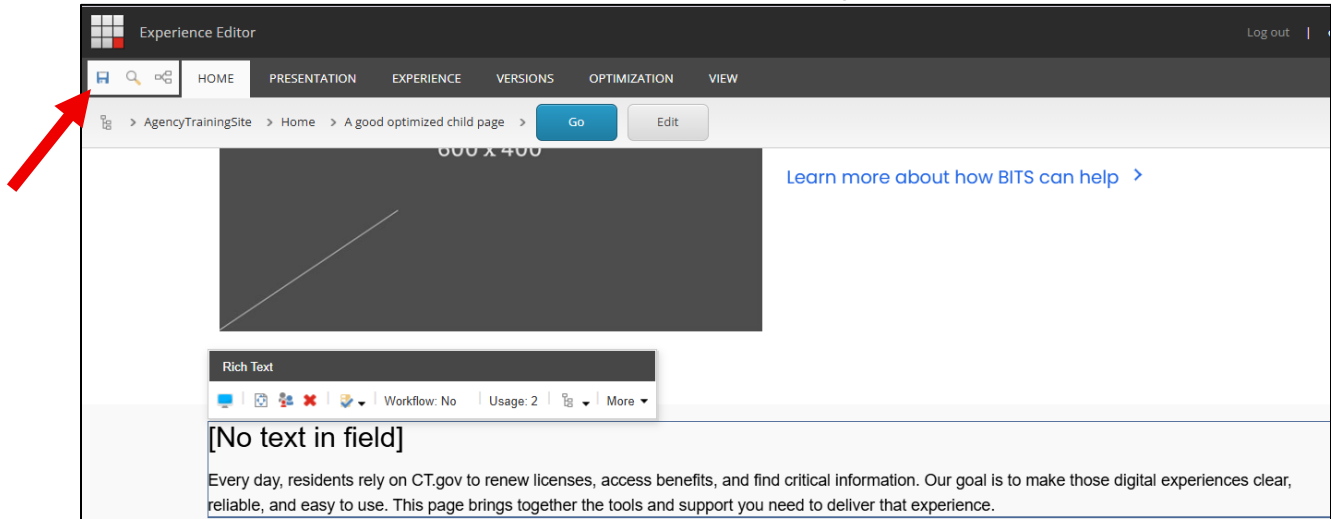 Experience Editor
Log out |
HOME PRESENTATION EXPERIENCE VERSIONS OPTIMIZATION VIEW
> AgencyTrainingSite > Home > A good optimized child page > Go Edit
600 x 400
Learn more about how BITS can help >
Rich Text
Workflow: No Usage: 2 More
[No text in field]
Every day, residents rely on CT.gov to renew licenses, access benefits, and find critical information. Our goal is to make those digital experiences clear,
reliable, and easy to use. This page brings together the tools and support you need to deliver that experience.